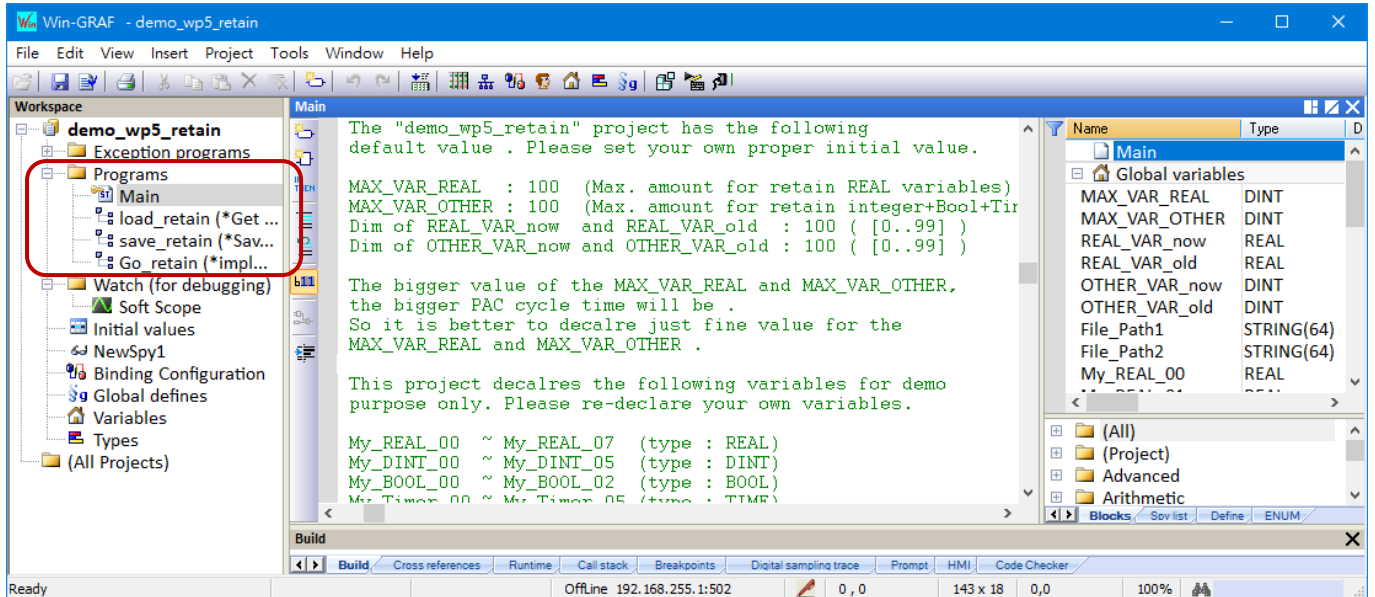 Win-GRAF - demo_wp5_retain
File Edit View Insert Project Tools Window Help
Workspace
demo_wp5_retain
Exception programs
Programs
Main
load_retain (*Get ...
save_retain (*Sav...
Go_retain (*impl...
Watch (for debugging)
Soft Scope
Initial values
NewSpy1
Binding Configuration
Global defines
Variables
Types
(All Projects)
Main
The "demo_wp5_retain" project has the following
default value . Please set your own proper initial value.
MAX_VAR_REAL : 100 (Max. amount for retain REAL variables)
MAX_VAR_OTHER : 100 (Max. amount for retain integer+Bool+Tir
Dim of REAL_VAR_now and REAL_VAR_old : 100 ( [0..99] )
Dim of OTHER_VAR_now and OTHER_VAR_old : 100 ( [0..99] )
The bigger value of the MAX_VAR_REAL and MAX_VAR_OTHER,
the bigger PAC cycle time will be .
So it is better to decalre just fine value for the
MAX_VAR_REAL and MAX_VAR_OTHER .
This project decalres the following variables for demo
purpose only. Please re-declare your own variables.
My_REAL_00 ~ My_REAL_07 (type : REAL)
My_DINT_00 ~ My_DINT_05 (type : DINT)
My_BOOL_00 ~ My_BOOL_02 (type : BOOL)
My_Timer_00 ~ My_Timer_05 (type : TIME)
Name Type D
Main
Global variables
MAX_VAR_REAL DINT
MAX_VAR_OTHER DINT
REAL_VAR_now REAL
REAL_VAR_old REAL
OTHER_VAR_now DINT
OTHER_VAR_old DINT
File_Path1 STRING(64)
File_Path2 STRING(64)
My_REAL_00 REAL
(All)
(Project)
Advanced
Arithmetic
Blocks Spy list Define ENUM
Build
Build Cross references Runtime Call stack Breakpoints Digital sampling trace Prompt HMI Code Checker
Ready OffLine 192.168.255.1:502 0 , 0 143 x 18 0,0 100%